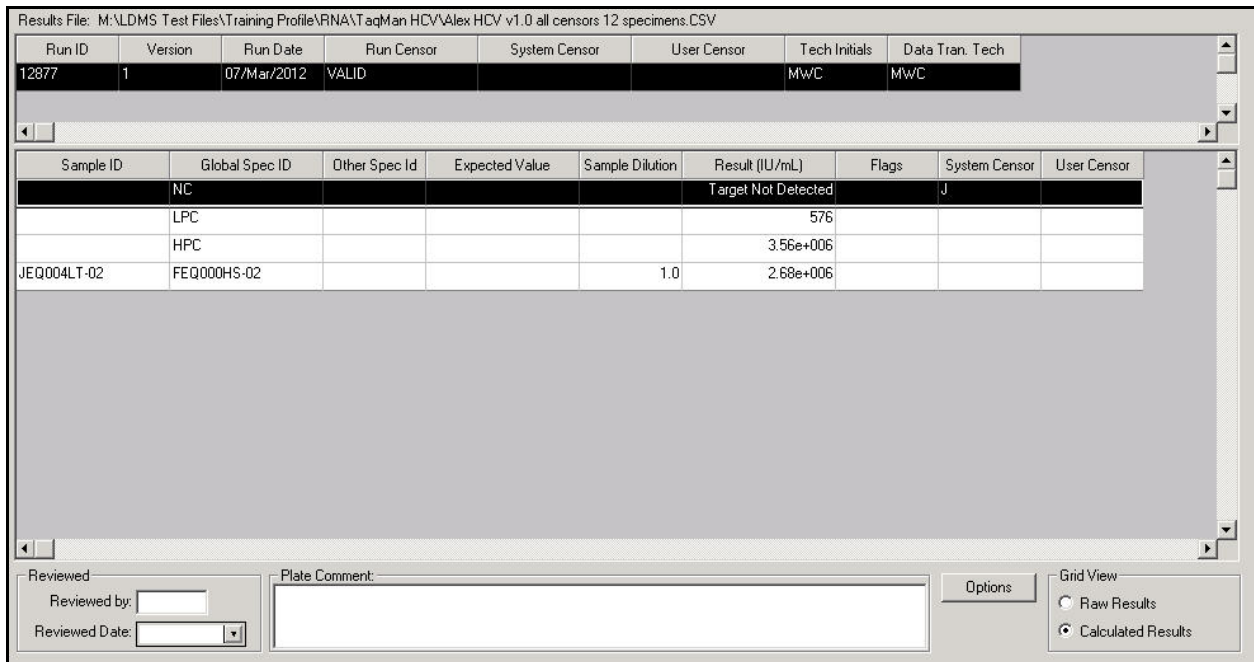 Results File: M:\LDMS Test Files\Training Profile\RNA\TaqMan HCV\Alex HCV v1.0 all censors 12 specimens.CSV
Run ID Version Run Date Run Censor System Censor User Censor Tech Initials Data Tran. Tech
12877 1 07/Mar/2012 VALID MWC MWC
Sample ID Global Spec ID Other Spec Id Expected Value Sample Dilution Result (IU/mL) Flags System Censor User Censor
NC Target Not Detected J
LPC 576
HPC 3.56e+006
JEQ004LT-02 FEQ000HS-02 1.0 2.68e+006
Reviewed Plate Comment: Options Grid View
Reviewed by: Raw Results
Reviewed Date: Calculated Results